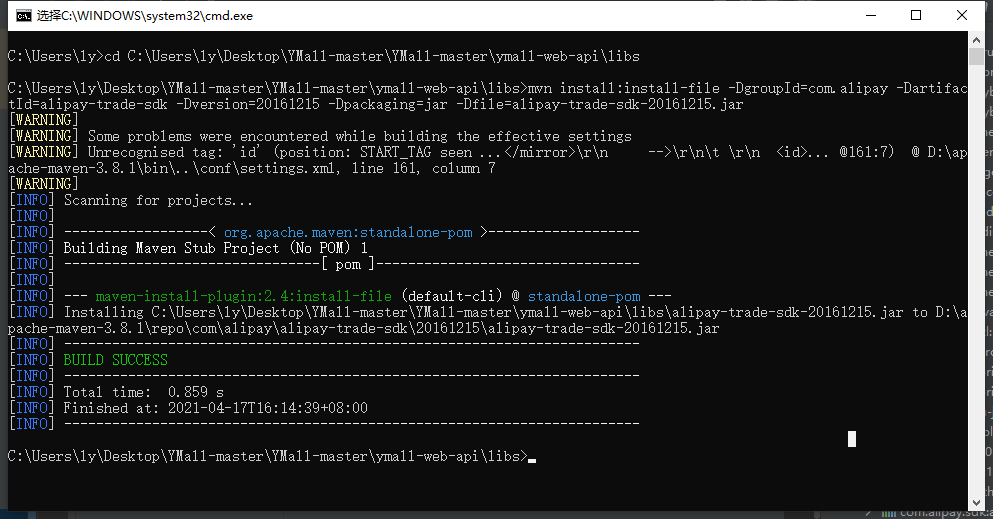 选择C:\WINDOWS\system32\cmd.exe
C:\Users\ly>cd C:\Users\ly\Desktop\YMall-master\YMall-master\ymall-web-api\libs
C:\Users\ly\Desktop\YMall-master\YMall-master\ymall-web-api\libs>mvn install:install-file -DgroupId=com.alipay -Dartifac
tId=alipay-trade-sdk -Dversion=20161215 -Dpackaging=jar -Dfile=alipay-trade-sdk-20161215.jar
[WARNING]
[WARNING] Some problems were encountered while building the effective settings
[WARNING] Unrecognised tag: 'id' (position: START_TAG seen ...</mirror>\r\n     -->\r\n\t \r\n  <id>... @161:7)  @ D:\ap
ache-maven-3.8.1\bin\..\conf\settings.xml, line 161, column 7
[WARNING]
[INFO] Scanning for projects...
[INFO]
[INFO] ------------------< org.apache.maven:standalone-pom >-------------------
[INFO] Building Maven Stub Project (No POM) 1
[INFO] --------------------------------[ pom ]---------------------------------
[INFO]
[INFO] --- maven-install-plugin:2.4:install-file (default-cli) @ standalone-pom ---
[INFO] Installing C:\Users\ly\Desktop\YMall-master\YMall-master\ymall-web-api\libs\alipay-trade-sdk-20161215.jar to D:\a
pache-maven-3.8.1\repo\com\alipay\alipay-trade-sdk\20161215\alipay-trade-sdk-20161215.jar
[INFO] ------------------------------------------------------------------------
[INFO] BUILD SUCCESS
[INFO] ------------------------------------------------------------------------
[INFO] Total time:  0.859 s
[INFO] Finished at: 2021-04-17T16:14:39+08:00
[INFO] ------------------------------------------------------------------------
C:\Users\ly\Desktop\YMall-master\YMall-master\ymall-web-api\libs>